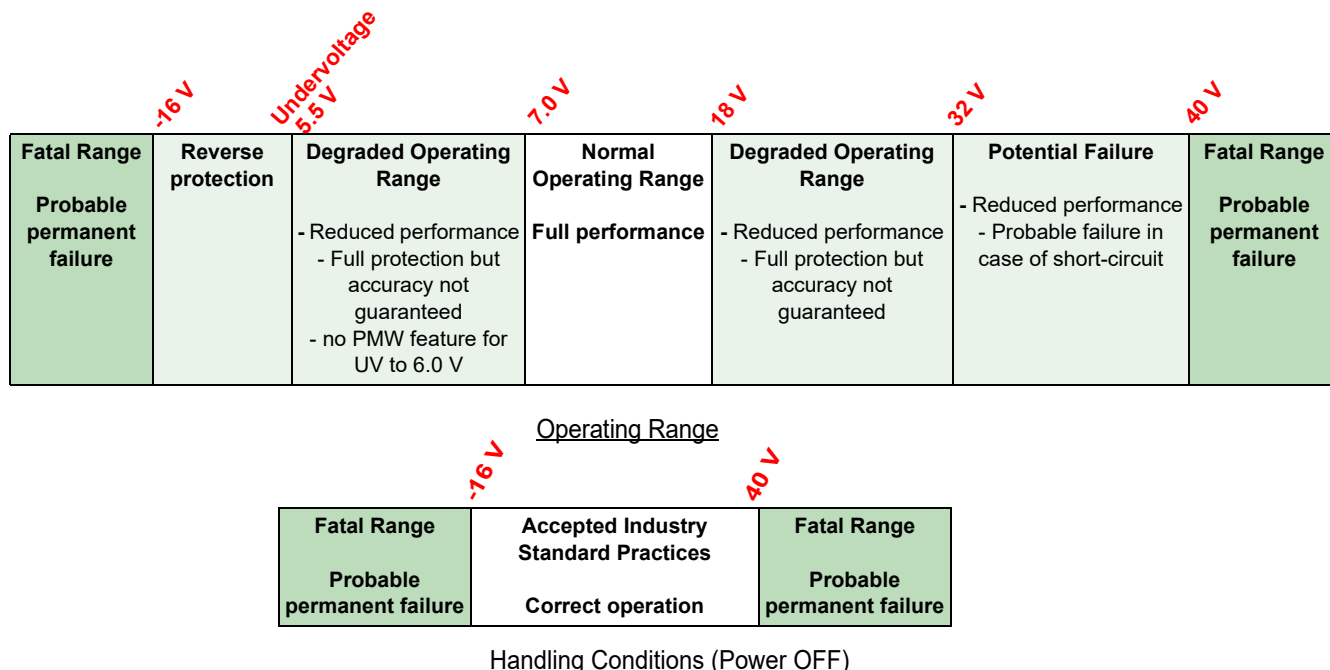 -16 V
Undervoltage
5.5 V
7.0 V
18 V
32 V
40 V
Fatal Range
Probable
permanent
failure
Reverse
protection
Degraded Operating
Range
- Reduced performance
- Full protection but
accuracy not
guaranteed
- no PMW feature for
UV to 6.0 V
Normal
Operating Range
Full performance
Degraded Operating
Range
- Reduced performance
- Full protection but
accuracy not
guaranteed
Potential Failure
- Reduced performance
- Probable failure in
case of short-circuit
Fatal Range
Probable
permanent
failure
Operating Range
-16 V
40 V
Fatal Range
Probable
permanent failure
Accepted Industry
Standard Practices
Correct operation
Fatal Range
Probable
permanent failure
Handling Conditions (Power OFF)